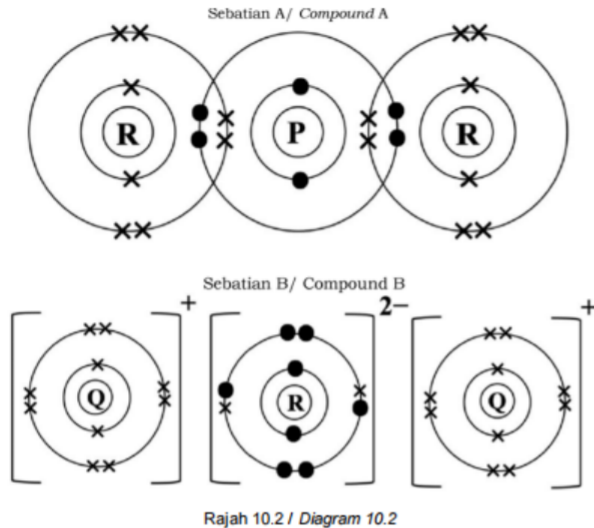 Sebatian A/ Compound A
R P R
Sebatian B/ Compound B
Q + R 2− Q +
Rajah 10.2 / Diagram 10.2